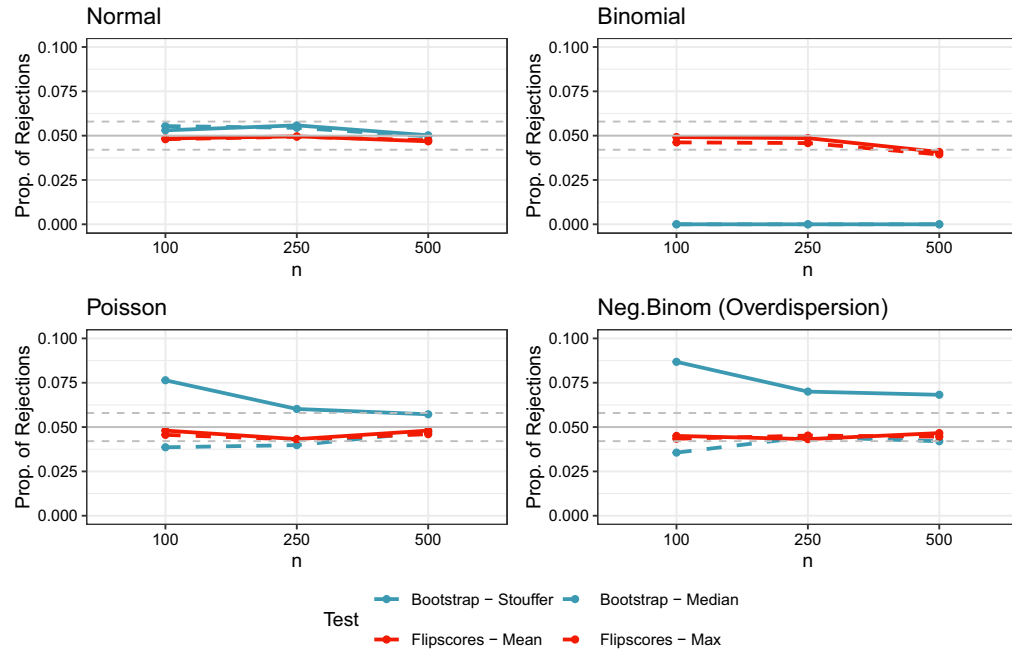 Normal
Prop. of Rejections
0.100
0.075
0.050
0.025
0.000
100 250 500
n
Binomial
Prop. of Rejections
0.100
0.075
0.050
0.025
0.000
100 250 500
n
Poisson
Prop. of Rejections
0.100
0.075
0.050
0.025
0.000
100 250 500
n
Neg.Binom (Overdispersion)
Prop. of Rejections
0.100
0.075
0.050
0.025
0.000
100 250 500
n
Test
Bootstrap − Stouffer Bootstrap − Median
Flipscores − Mean Flipscores − Max